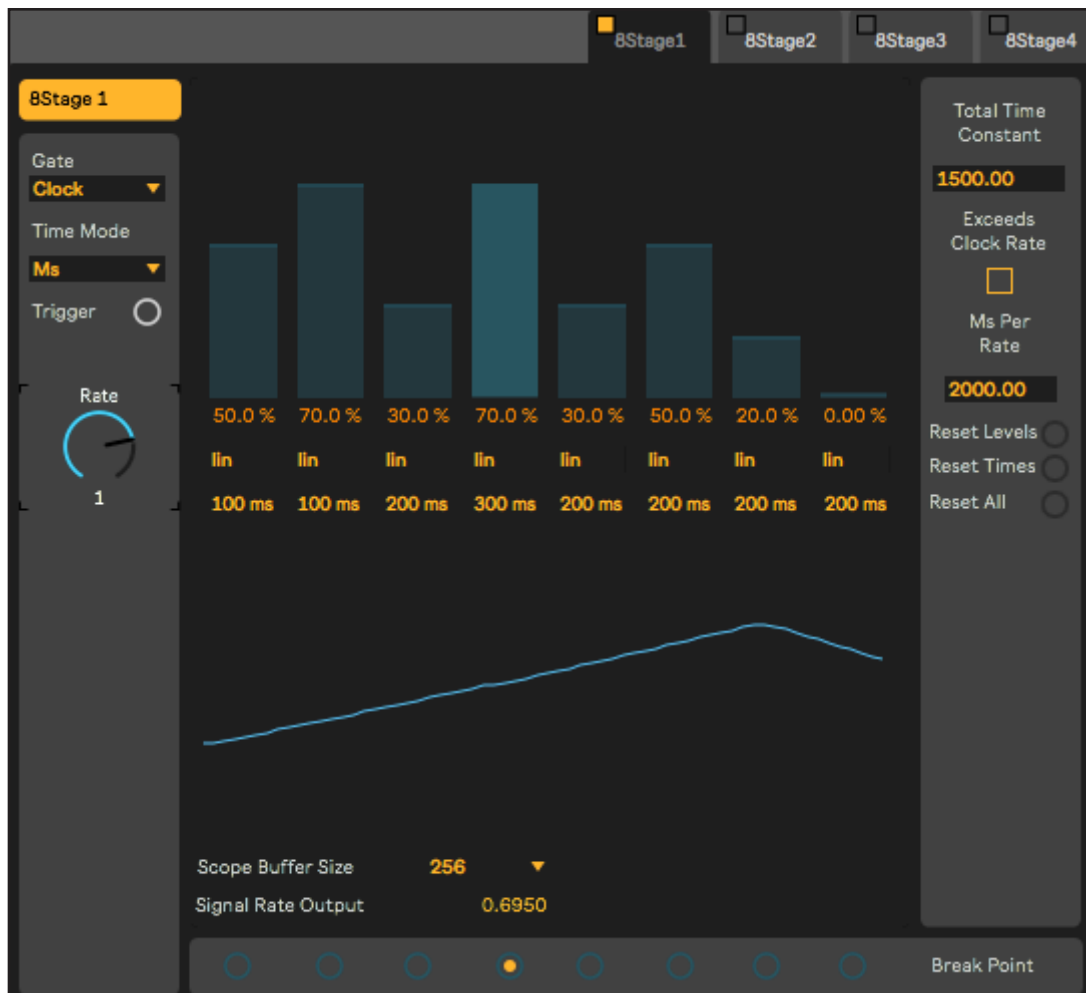 8Stage1 8Stage2 8Stage3 8Stage4
8Stage 1
Gate
Clock
Time Mode
Ms
Trigger
Rate
1
50.0 % 70.0 % 30.0 % 70.0 % 30.0 % 50.0 % 20.0 % 0.00 %
lin lin lin lin lin lin lin lin
100 ms 100 ms 200 ms 300 ms 200 ms 200 ms 200 ms 200 ms
Scope Buffer Size 256
Signal Rate Output 0.6950
Total Time
Constant
1500.00
Exceeds
Clock Rate
Ms Per
Rate
2000.00
Reset Levels
Reset Times
Reset All
Break Point